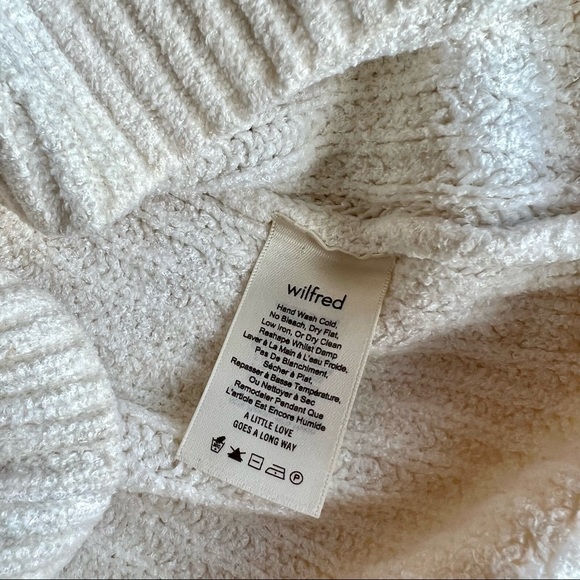 wilfred
Hand Wash Cold,
No Bleach, Dry Flat,
Low Iron, Or Dry Clean
Reshape Whilst Damp
Laver à La Main à L'eau Froide,
Pas De Blanchiment,
Sécher à Plat,
Repasser à Basse Température,
Ou Nettoyer à Sec
Remodeler Pendant Que
L'article Est Encore Humide
A LITTLE LOVE
GOES A LONG WAY
P